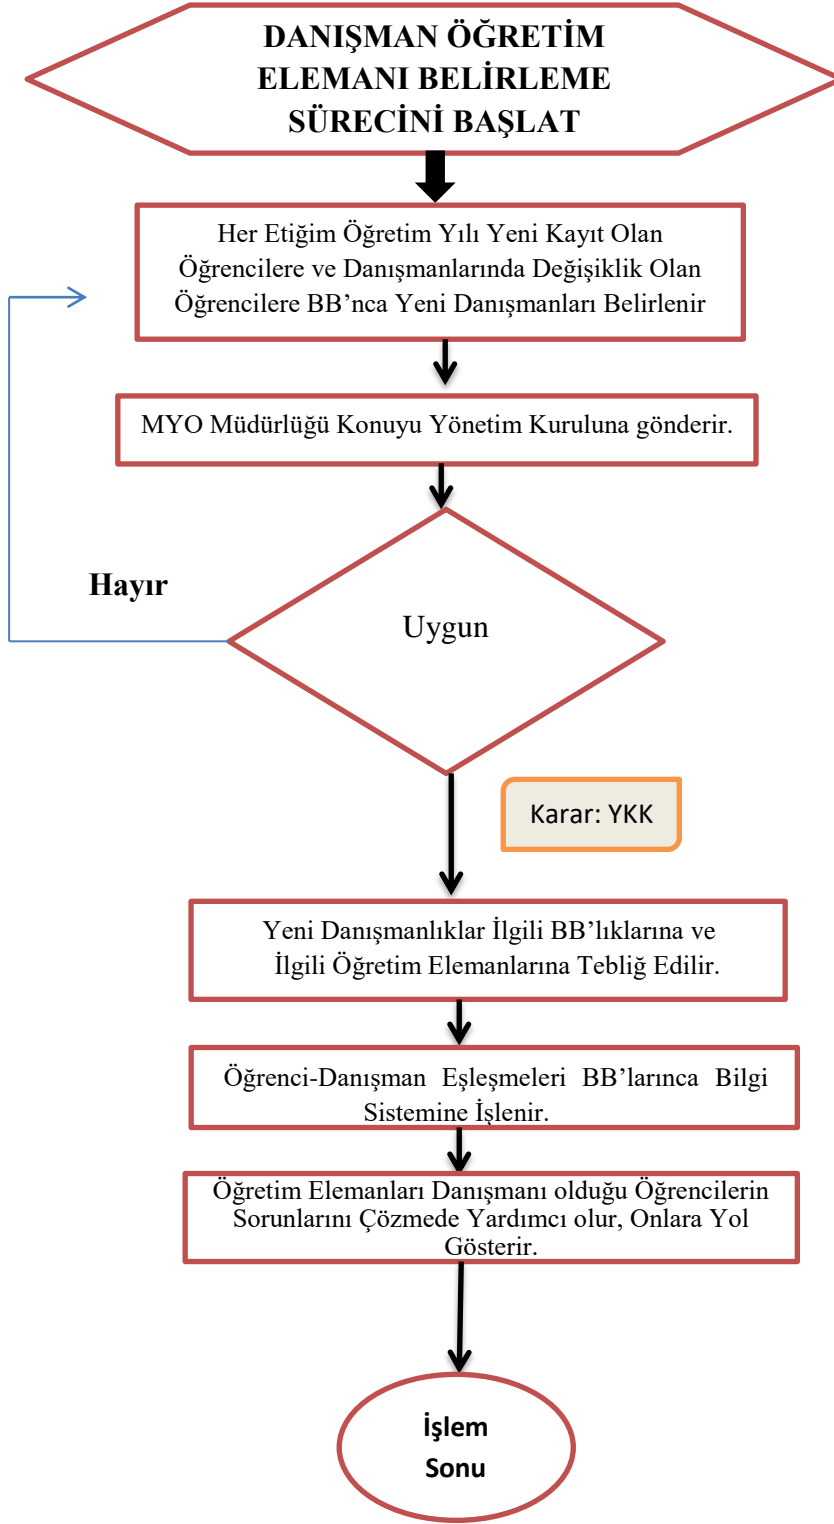 DANIŞMAN ÖĞRETİM
ELEMANI BELİRLEME
SÜRECİNİ BAŞLAT
Her Etiğim Öğretim Yılı Yeni Kayıt Olan
Öğrencilere ve Danışmanlarında Değişiklik Olan
Öğrencilere BB’nca Yeni Danışmanları Belirlenir
MYO Müdürlüğü Konuyu Yönetim Kuruluna gönderir.
Hayır
Uygun
Karar: YKK
Yeni Danışmanlıklar İlgili BB’lıklarına ve
İlgili Öğretim Elemanlarına Tebliğ Edilir.
Öğrenci-Danışman Eşleşmeleri BB’larınca Bilgi
Sistemine İşlenir.
Öğretim Elemanları Danışmanı olduğu Öğrencilerin
Sorunlarını Çözmede Yardımcı olur, Onlara Yol
Gösterir.
İşlem
Sonu